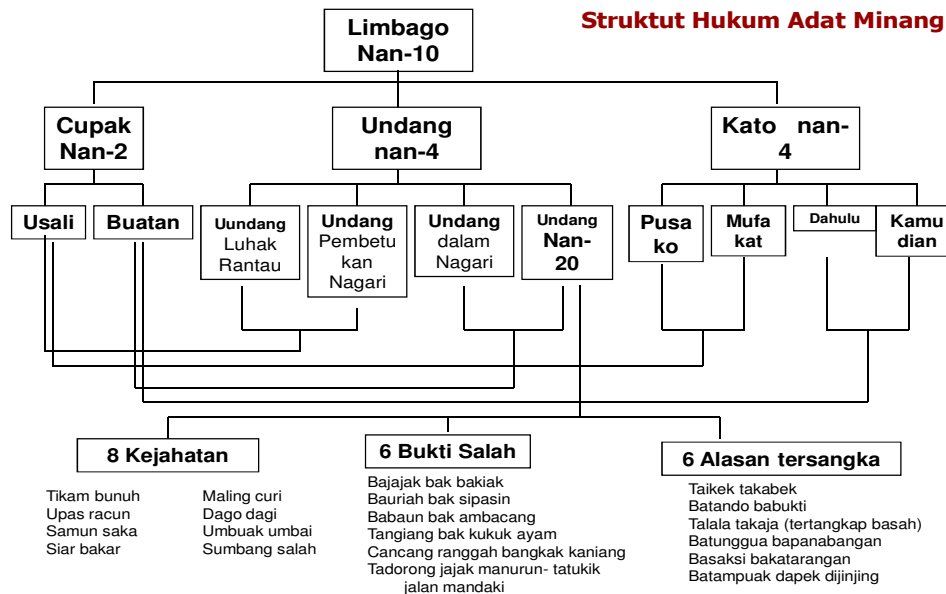 Struktut Hukum Adat Minang
Limbago
Nan-10
Cupak
Nan-2
Undang
nan-4
Kato nan-
4
Usali
Buatan
Uundang
Luhak
Rantau
Undang
Pembetu
kan
Nagari
Undang
dalam
Nagari
Undang
Nan-
20
Pusa
ko
Mufa
kat
Dahulu
Kamu
dian
8 Kejahatan
Tikam bunuh
Upas racun
Samun saka
Siar bakar
Maling curi
Dago dagi
Umbuak umbai
Sumbang salah
6 Bukti Salah
Bajajak bak bakiak
Bauriah bak sipasin
Babaun bak ambacang
Tangiang bak kukuk ayam
Cancang ranggah bangkak kaniang
Tadorong jajak manurun- tatukik
jalan mandaki
6 Alasan tersangka
Taikek takabek
Batando babukti
Talala takaja (tertangkap basah)
Batunggua bapanabangan
Basaksi bakatarangan
Batampuak dapek dijinjing